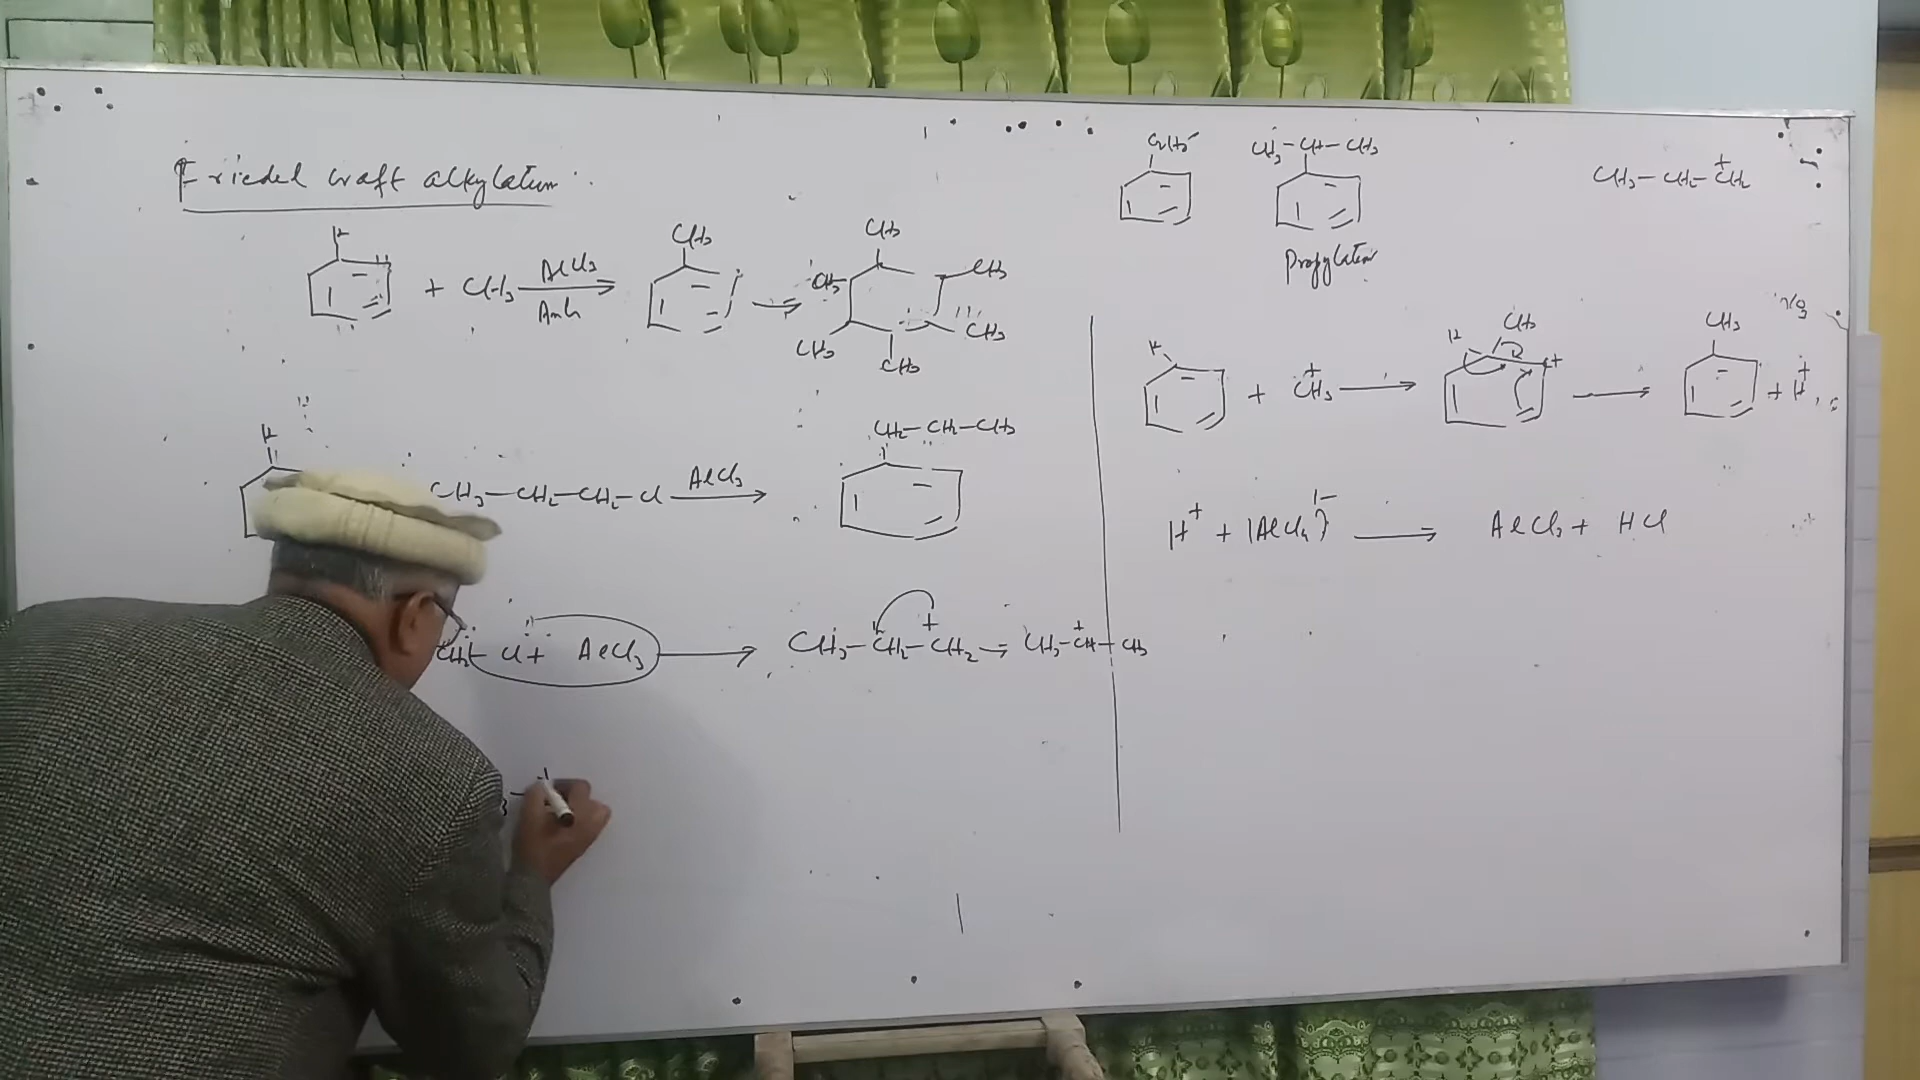 Friedel craft alkylation
H
+ CH3 AlCl3 Anh
CH3
CH3 CH3 CH3 CH3 CH3 CH3
H
CH3-CH2-CH2-Cl AlCl3
CH2-CH2-CH3
CH2-Cl + AlCl3 → CH3-CH2-CH2+ → CH3-CH+-CH3
3-
C2H5
CH3-CH-CH3
Propylation
CH3-CH2-CH2+
H + CH3+ → H CH3 + → CH3 + H+
H+ + [AlCl4]- → AlCl3 + HCl